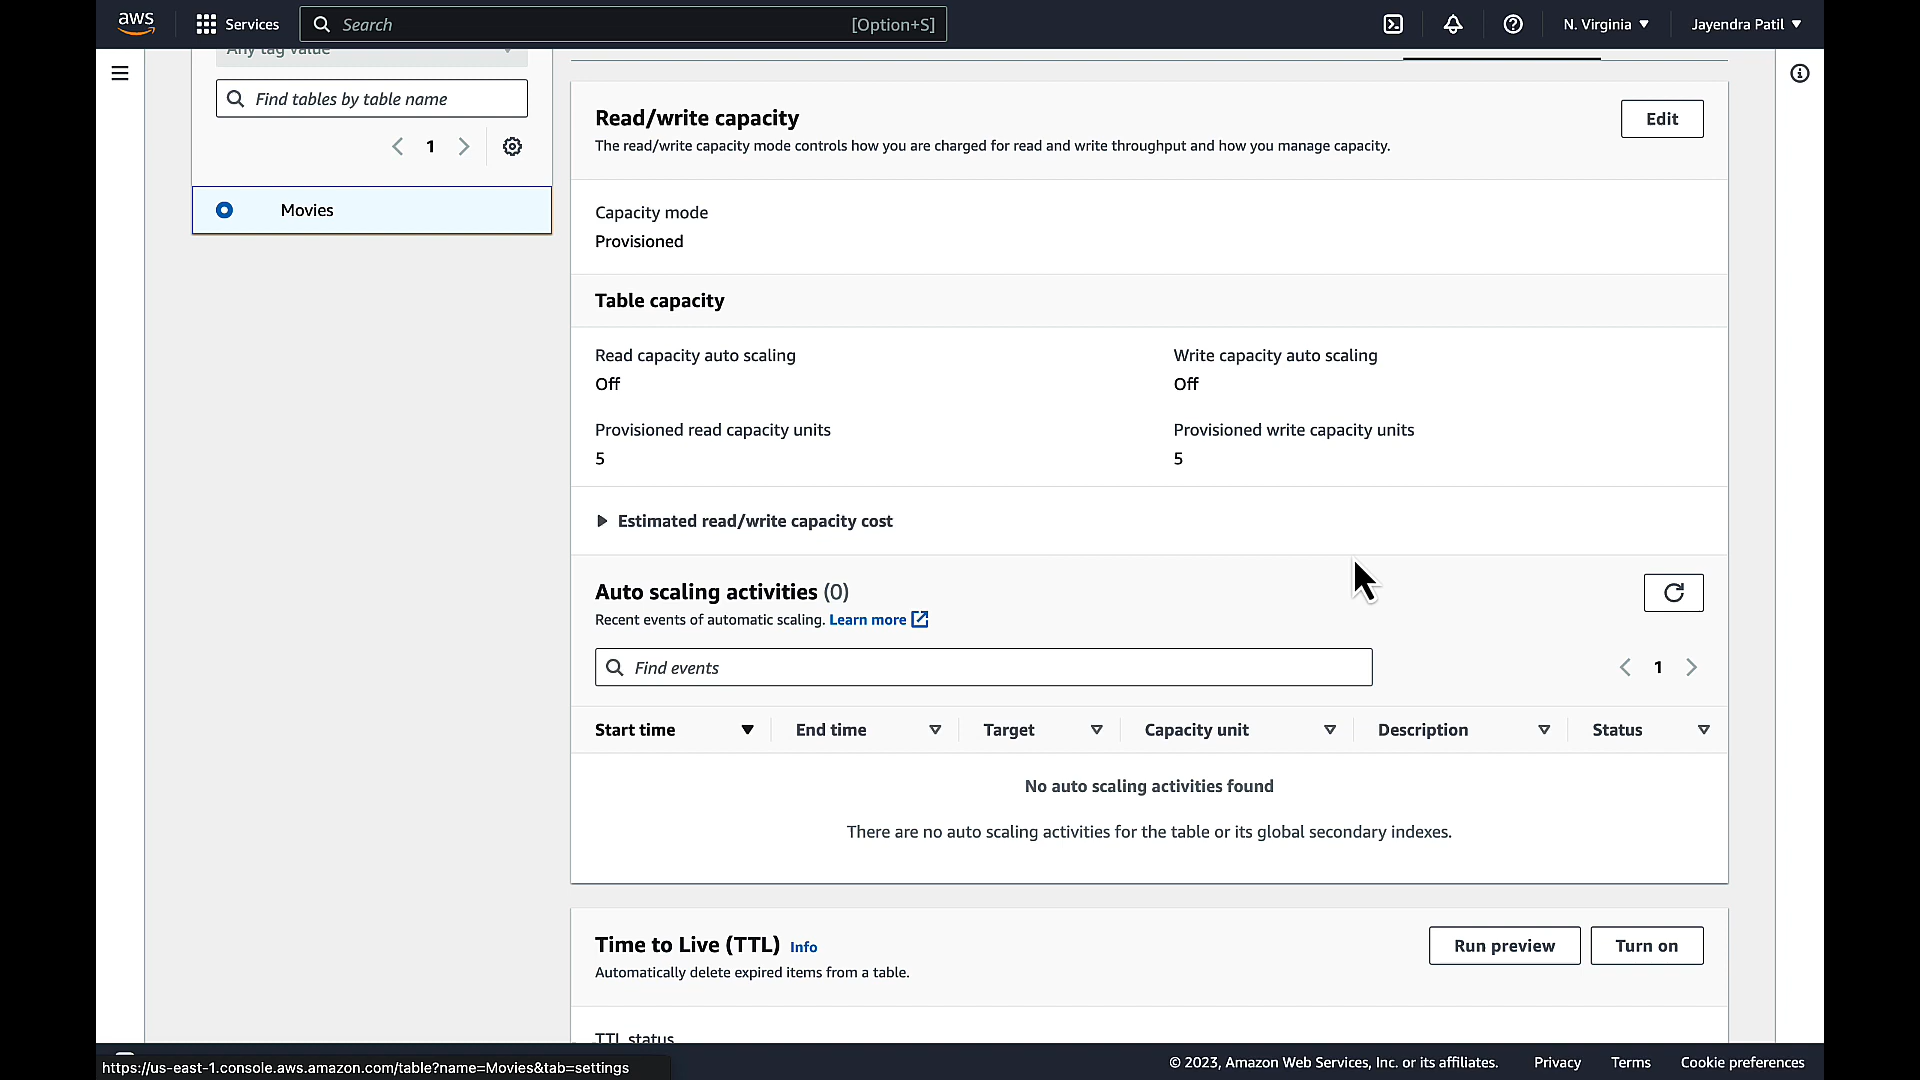 aws
Services
Search
[Option+S]
N. Virginia
Jayendra Patil
Any tag value
Find tables by table name
1
Movies
Read/write capacity
Edit
The read/write capacity mode controls how you are charged for read and write throughput and how you manage capacity.
Capacity mode
Provisioned
Table capacity
Read capacity auto scaling
Write capacity auto scaling
Off
Off
Provisioned read capacity units
Provisioned write capacity units
5
5
Estimated read/write capacity cost
Auto scaling activities (0)
Recent events of automatic scaling. Learn more
Find events
1
Start time
End time
Target
Capacity unit
Description
Status
No auto scaling activities found
There are no auto scaling activities for the table or its global secondary indexes.
Time to Live (TTL) Info
Run preview
Turn on
Automatically delete expired items from a table.
TTL status
https://us-east-1.console.aws.amazon.com/table?name=Movies&tab=settings
© 2023, Amazon Web Services, Inc. or its affiliates.
Privacy
Terms
Cookie preferences